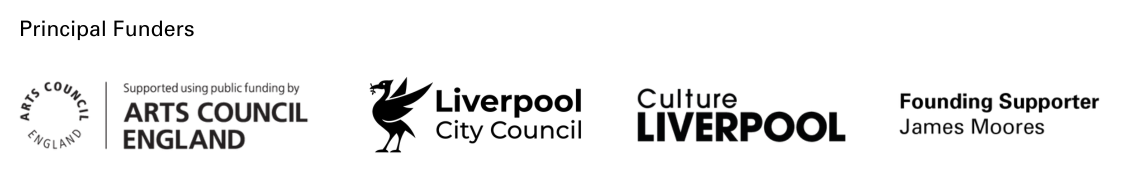 Principal Funders
ARTS COUNCIL
ENGLAND
Supported using public funding by
ARTS COUNCIL
ENGLAND
Liverpool
City Council
Culture
LIVERPOOL
Founding Supporter
James Moores